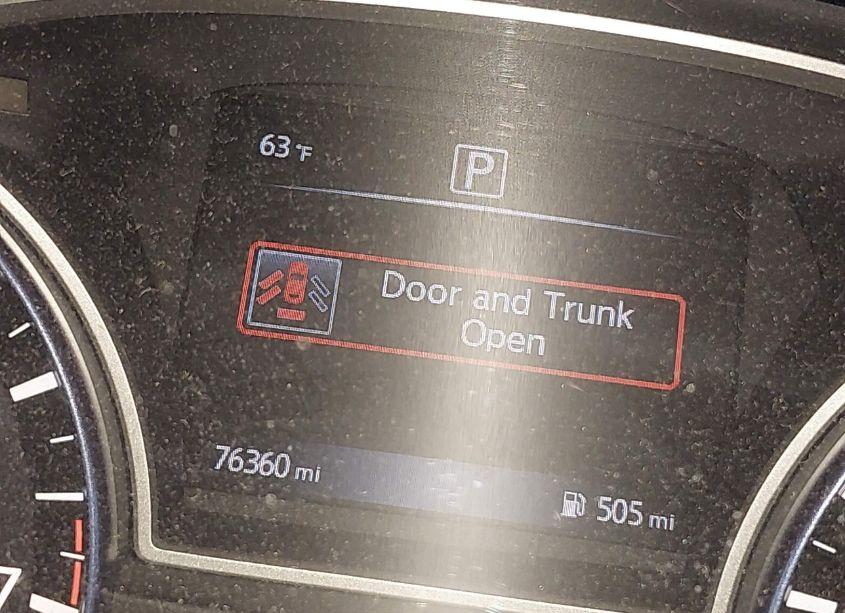 63°F
P
Door and Trunk
Open
76360 mi
505 mi